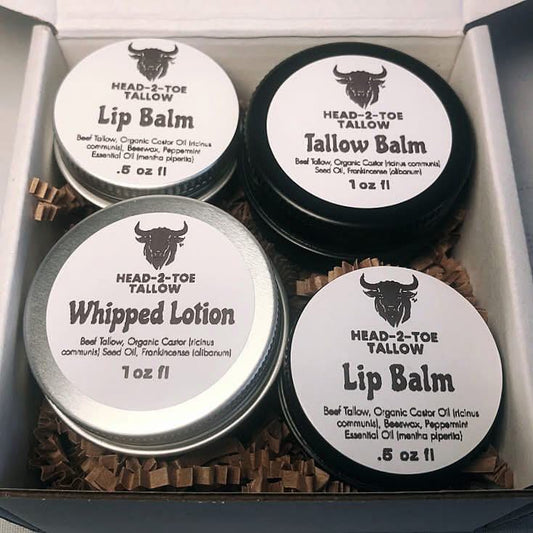 HEAD-2-TOE
TALLOW
Lip Balm
Beef Tallow, Organic Castor Oil (ricinus
communis), Beeswax, Peppermint
Essential Oil (mentha piperita)
.5 oz fl
HEAD-2-TOE
TALLOW
Tallow Balm
Beef Tallow, Organic Castor (ricinus communis)
Seed Oil, Frankincense (olibanum)
1 oz fl
HEAD-2-TOE
TALLOW
Whipped Lotion
Beef Tallow, Organic Castor (ricinus
communis) Seed Oil, Frankincense (olibanum)
1 oz fl
HEAD-2-TOE
TALLOW
Lip Balm
Beef Tallow, Organic Castor Oil (ricinus
communis), Beeswax, Peppermint
Essential Oil (mentha piperita)
.5 oz fl